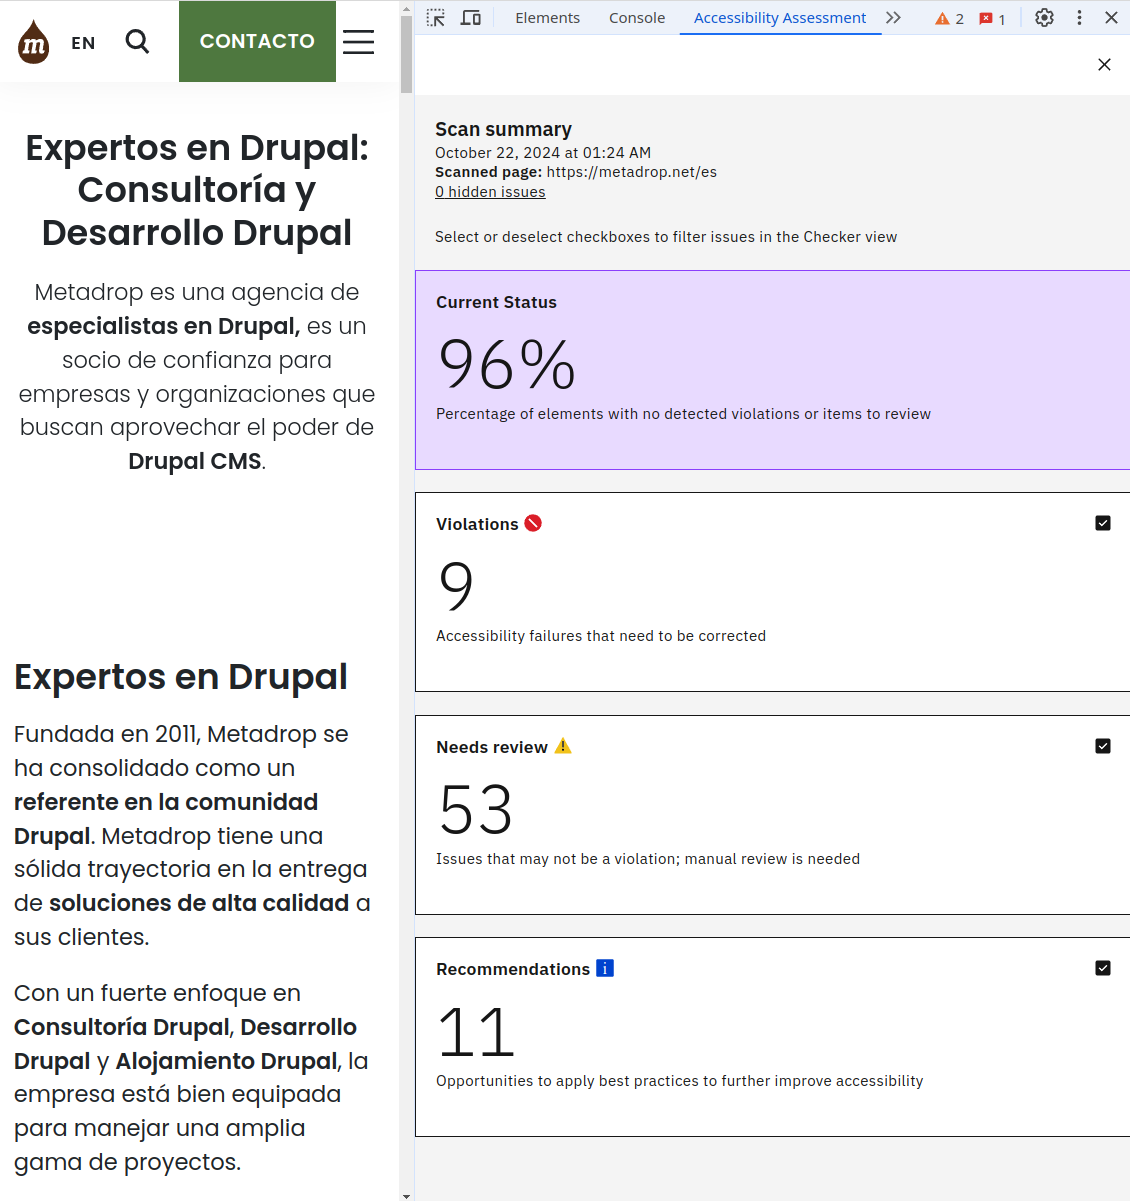 m
EN
CONTACTO
Expertos en Drupal:
Consultoría y
Desarrollo Drupal
Metadrop es una agencia de
especialistas en Drupal, es un
socio de confianza para
empresas y organizaciones que
buscan aprovechar el poder de
Drupal CMS.
Expertos en Drupal
Fundada en 2011, Metadrop se
ha consolidado como un
referente en la comunidad
Drupal. Metadrop tiene una
sólida trayectoria en la entrega
de soluciones de alta calidad a
sus clientes.
Con un fuerte enfoque en
Consultoría Drupal, Desarrollo
Drupal y Alojamiento Drupal, la
empresa está bien equipada
para manejar una amplia
gama de proyectos.
Elements Console Accessibility Assessment 2 1
Scan summary
October 22, 2024 at 01:24 AM
Scanned page: https://metadrop.net/es
0 hidden issues
Select or deselect checkboxes to filter issues in the Checker view
Current Status
96%
Percentage of elements with no detected violations or items to review
Violations
9
Accessibility failures that need to be corrected
Needs review
53
Issues that may not be a violation; manual review is needed
Recommendations i
11
Opportunities to apply best practices to further improve accessibility